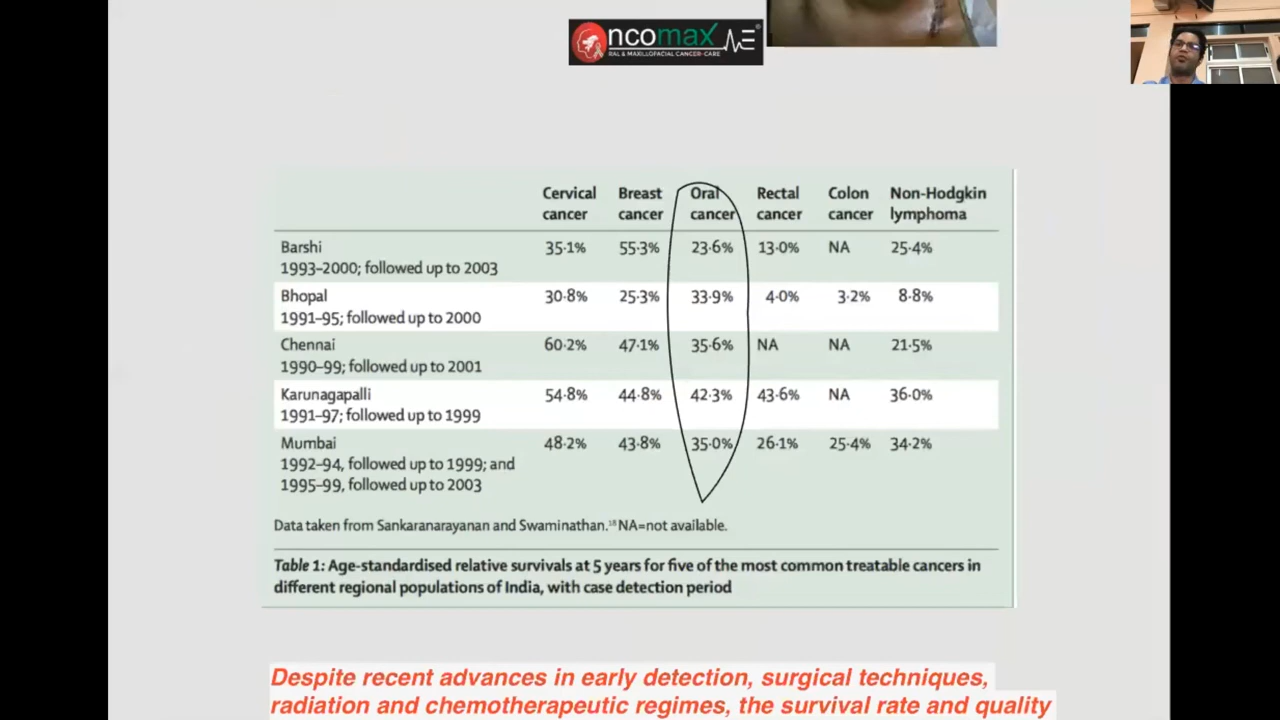 ncomax
RAL & MAXILLOFACIAL CANCER-CARE
Cervical cancer Breast cancer Oral cancer Rectal cancer Colon cancer Non-Hodgkin lymphoma
Barshi 35·1% 55·3% 23·6% 13·0% NA 25·4%
1993–2000; followed up to 2003
Bhopal 30·8% 25·3% 33·9% 4·0% 3·2% 8·8%
1991–95; followed up to 2000
Chennai 60·2% 47·1% 35·6% NA NA 21·5%
1990–99; followed up to 2001
Karunagapalli 54·8% 44·8% 42·3% 43·6% NA 36·0%
1991–97; followed up to 1999
Mumbai 48·2% 43·8% 35·0% 26·1% 25·4% 34·2%
1992–94, followed up to 1999; and
1995–99, followed up to 2003
Data taken from Sankaranarayanan and Swaminathan.¹⁸ NA=not available.
Table 1: Age-standardised relative survivals at 5 years for five of the most common treatable cancers in
different regional populations of India, with case detection period
Despite recent advances in early detection, surgical techniques,
radiation and chemotherapeutic regimes, the survival rate and quality